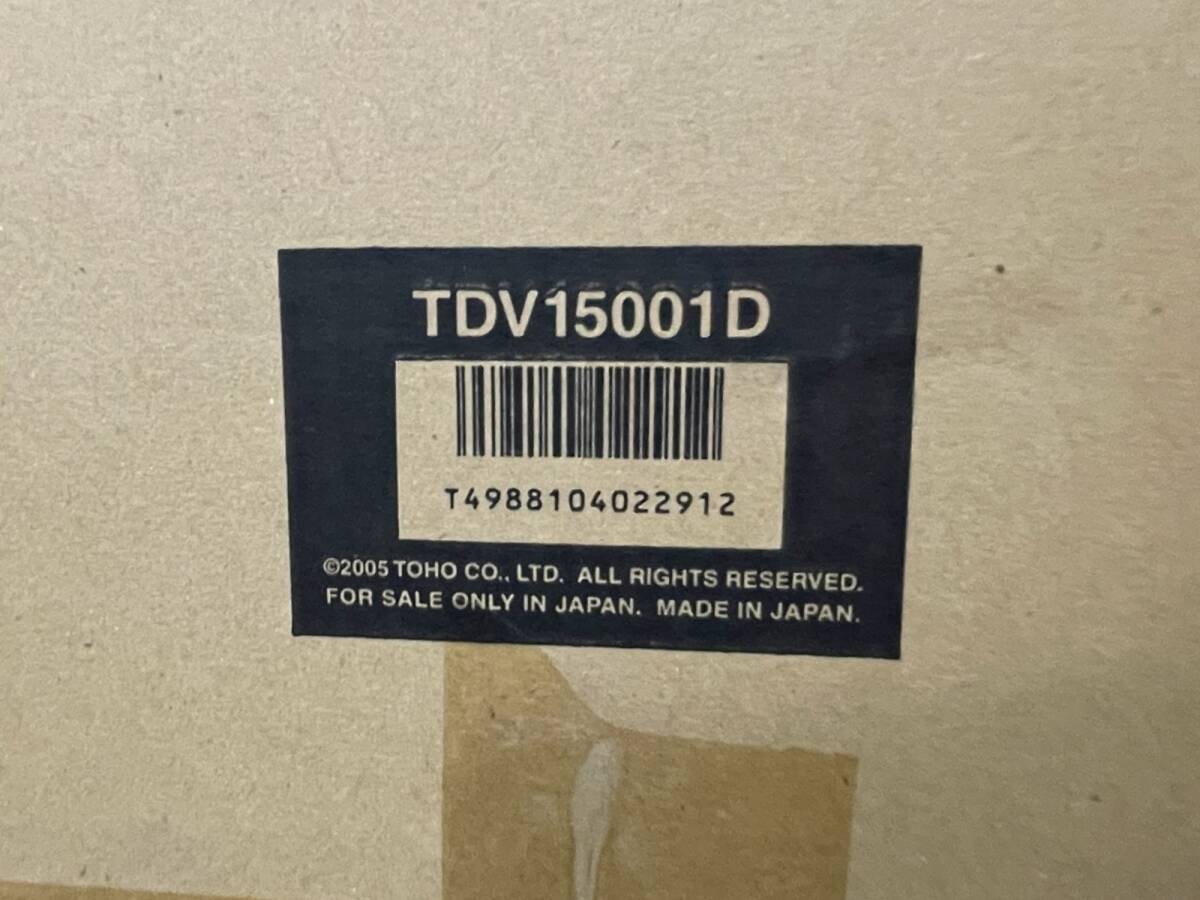 TDV15001D
T4988104022912
©2005 TOHO CO., LTD. ALL RIGHTS RESERVED.
FOR SALE ONLY IN JAPAN. MADE IN JAPAN.